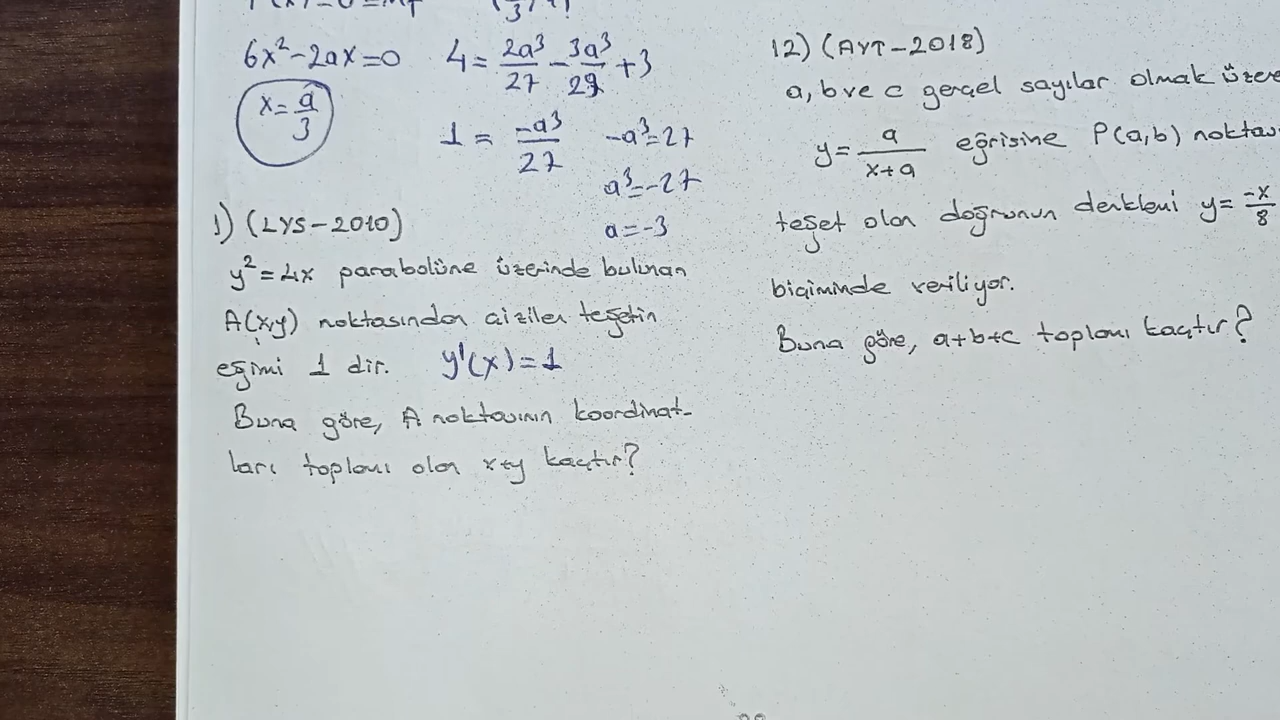 6x²-2ax=0
x=a/3
4=2a³/27-3a³/29+3
1=-a³/27
-a³=27
a³=-27
a=-3
1) (LYS-2010)
y²=4x parabolüne üzerinde bulunan
A(x,y) noktasından çizilen teğetin
eğimi 1 dir. y'(x)=1
Buna göre, A noktasının koordinat-
ları toplamı olan x+y kaçtır?
12) (AYT-2018)
a, b ve c gerçel sayılar olmak üzere
y=a/x+a eğrisine P(a,b)
teğet olan doğrunun denklemi y=-x/8
biçiminde veriliyor.
Buna göre, a+b+c toplamı kaçtır?